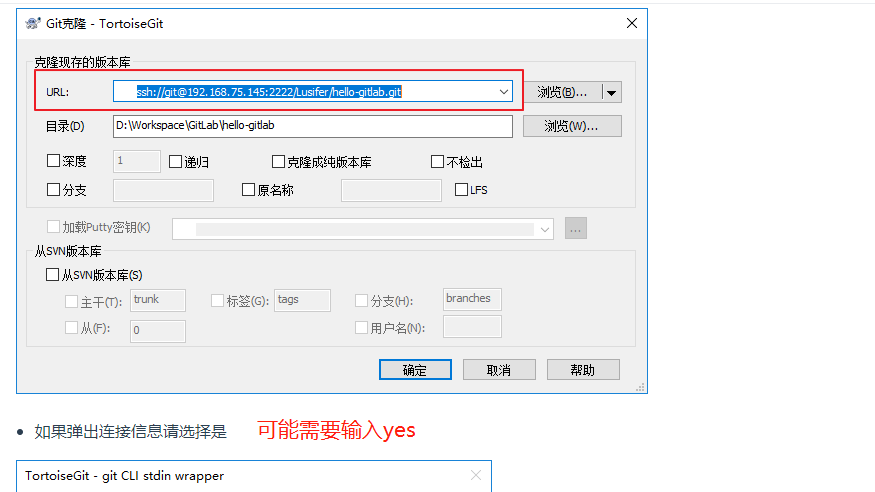 Git克隆 - TortoiseGit
克隆现存的版本库
URL: ssh://git@192.168.75.145:2222/Lusifer/hello-gitlab.git 浏览(B)...
目录(D) D:\Workspace\GitLab\hello-gitlab 浏览(W)...
深度 1 递归 克隆成纯版本库 不检出
分支 原名称 LFS
加载Putty密钥(K) ...
从SVN版本库
从SVN版本库(S)
主干(T): trunk 标签(G): tags 分支(H): branches
从(F): 0 用户名(N):
确定 取消 帮助
• 如果弹出连接信息请选择是 可能需要输入yes
TortoiseGit - git CLI stdin wrapper